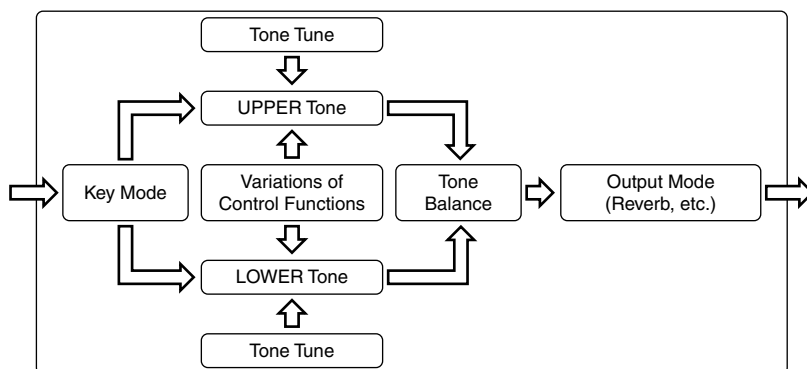 Tone Tune
UPPER Tone
Key Mode
Variations of
Control Functions
Tone
Balance
Output Mode
(Reverb, etc.)
LOWER Tone
Tone Tune